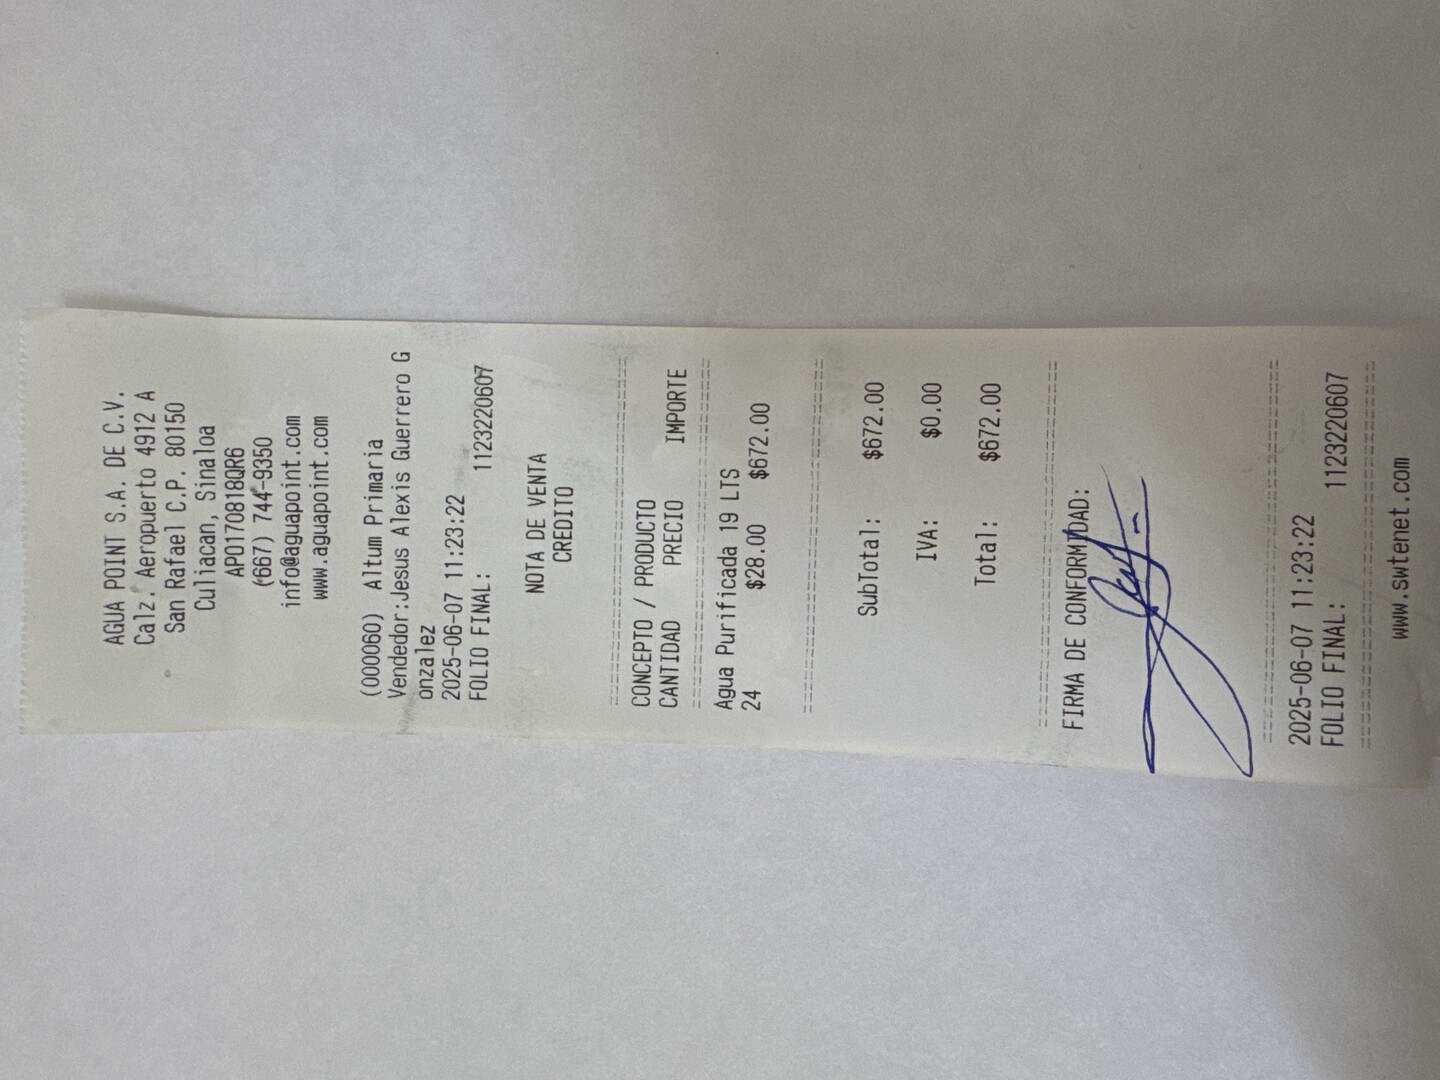 AGUA POINT S.A. DE C.V.
Calz. Aeropuerto 4912 A
San Rafael C.P. 80150
Culiacan, Sinaloa
APO170818QR6
(667) 744-9350
info@aguapoint.com
www.aguapoint.com
(000060) Altum Primaria
Vendedor:Jesus Alexis Guerrero G
onzalez
2025-06-07 11:23:22
FOLIO FINAL: 1123220607
NOTA DE VENTA
CREDITO
CONCEPTO / PRODUCTO
CANTIDAD PRECIO IMPORTE
Agua Purificada 19 LTS
24 $28.00 $672.00
SubTotal: $672.00
IVA: $0.00
Total: $672.00
FIRMA DE CONFORMIDAD:
2025-06-07 11:23:22
FOLIO FINAL: 1123220607
www.swtenet.com